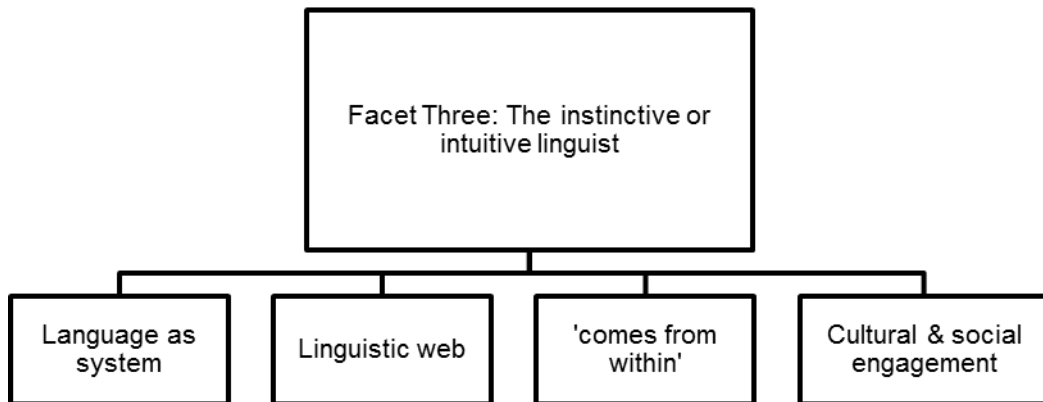 Facet Three: The instinctive or
intuitive linguist
Language as
system
Linguistic web
'comes from
within'
Cultural & social
engagement